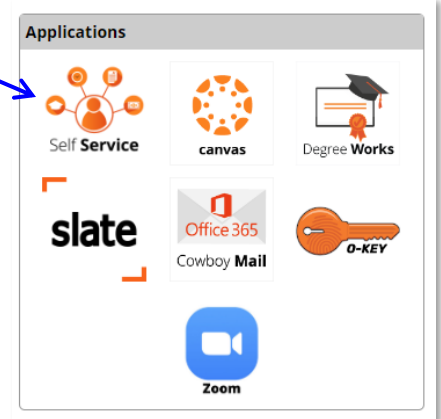 Applications
Self Service
canvas
Degree Works
slate
Office 365
Cowboy Mail
O-KEY
Zoom